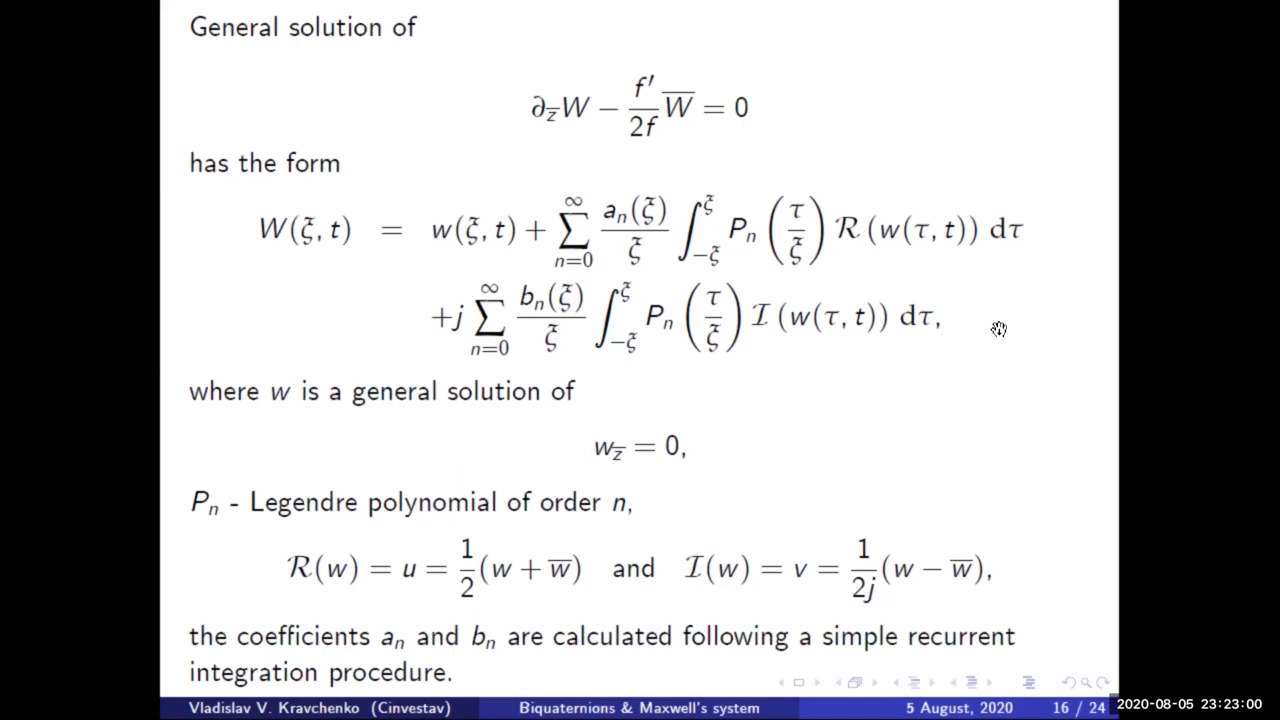 General solution of
∂_z̅ W − f′/2f W̅ = 0
has the form
W(ξ, t) = w(ξ, t) + ∑_{n=0}^{∞} a_n(ξ)/ξ ∫_{−ξ}^{ξ} P_n (τ/ξ) ℛ (w(τ, t)) dτ
+j ∑_{n=0}^{∞} b_n(ξ)/ξ ∫_{−ξ}^{ξ} P_n (τ/ξ) ℐ (w(τ, t)) dτ,
where w is a general solution of
w_z̅ = 0,
P_n - Legendre polynomial of order n,
ℛ(w) = u = 1/2 (w + w̅) and ℐ(w) = v = 1/2j (w − w̅),
the coefficients a_n and b_n are calculated following a simple recurrent
integration procedure.
Vladislav V. Kravchenko (Cinvestav) Biquaternions & Maxwell's system 5 August, 2020 16 / 24
2020-08-05 23:23:00